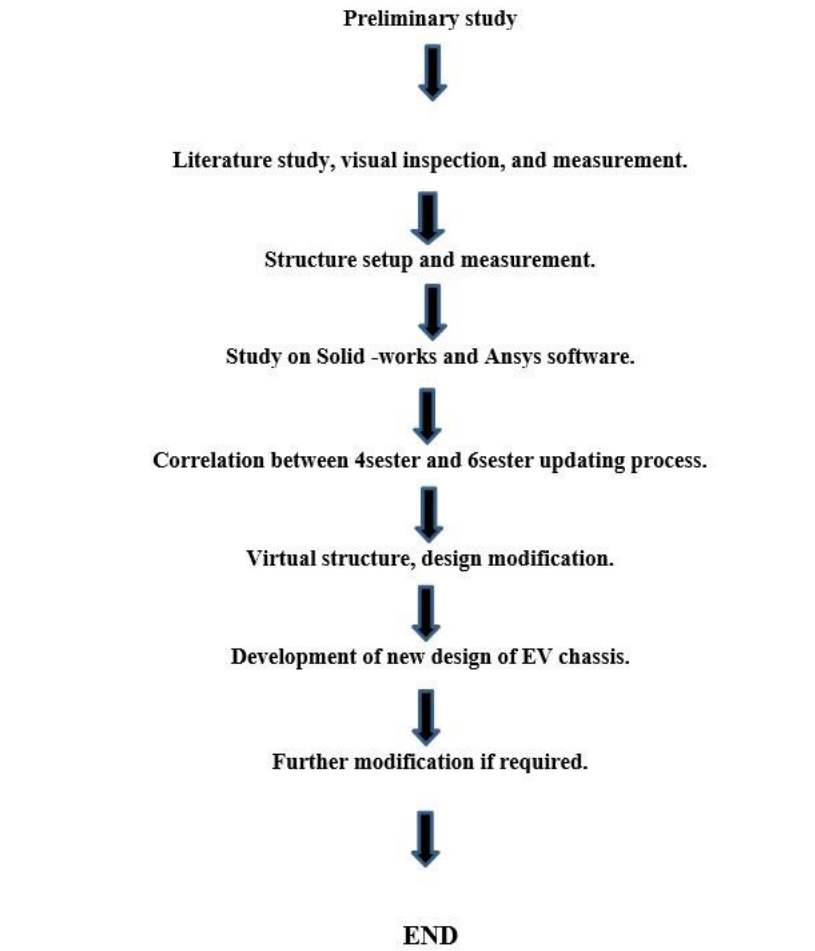 Preliminary study
Literature study, visual inspection, and measurement.
Structure setup and measurement.
Study on Solid -works and Ansys software.
Correlation between 4sester and 6sester updating process.
Virtual structure, design modification.
Development of new design of EV chassis.
Further modification if required.
END